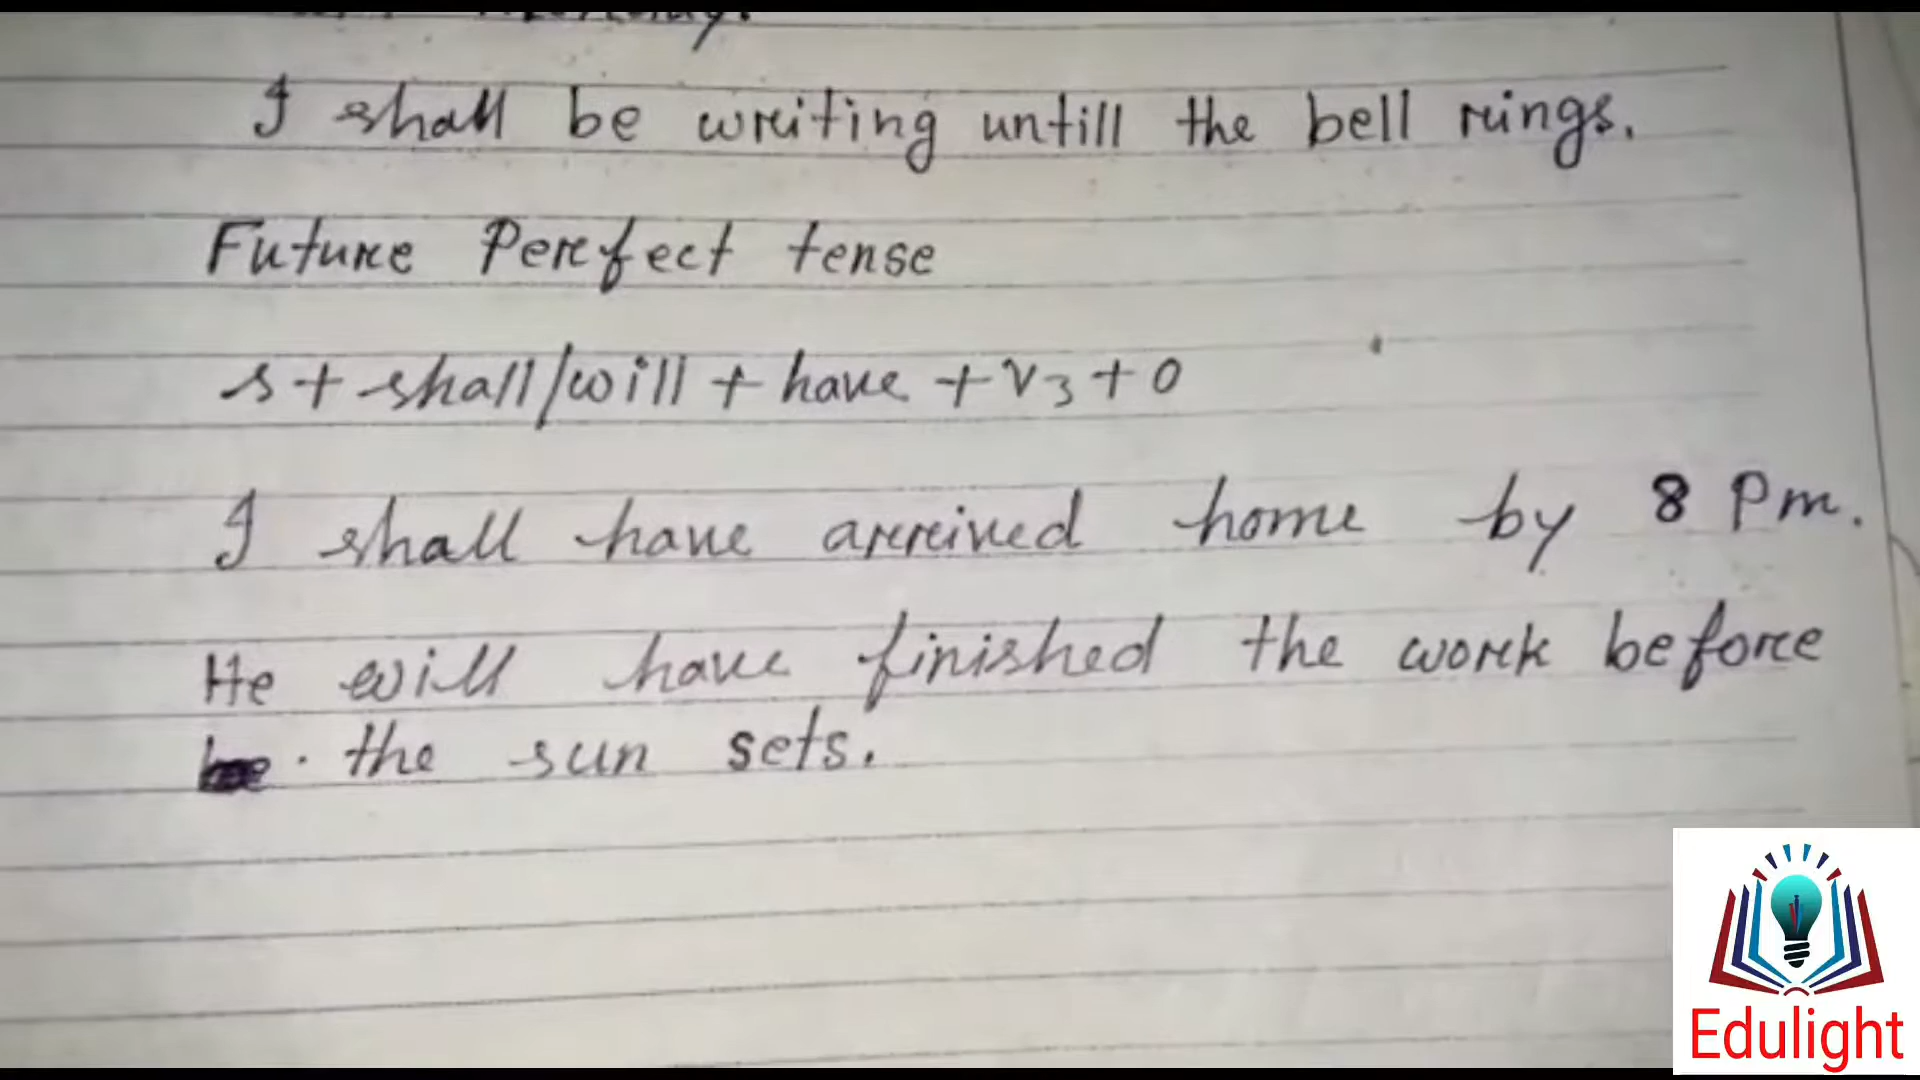 I shall be writing untill the bell rings.
Future Perfect tense
s + shall/will + have + V3 + o
I shall have arrived home by 8 Pm.
He will have finished the work before
the sun sets.
Edulight